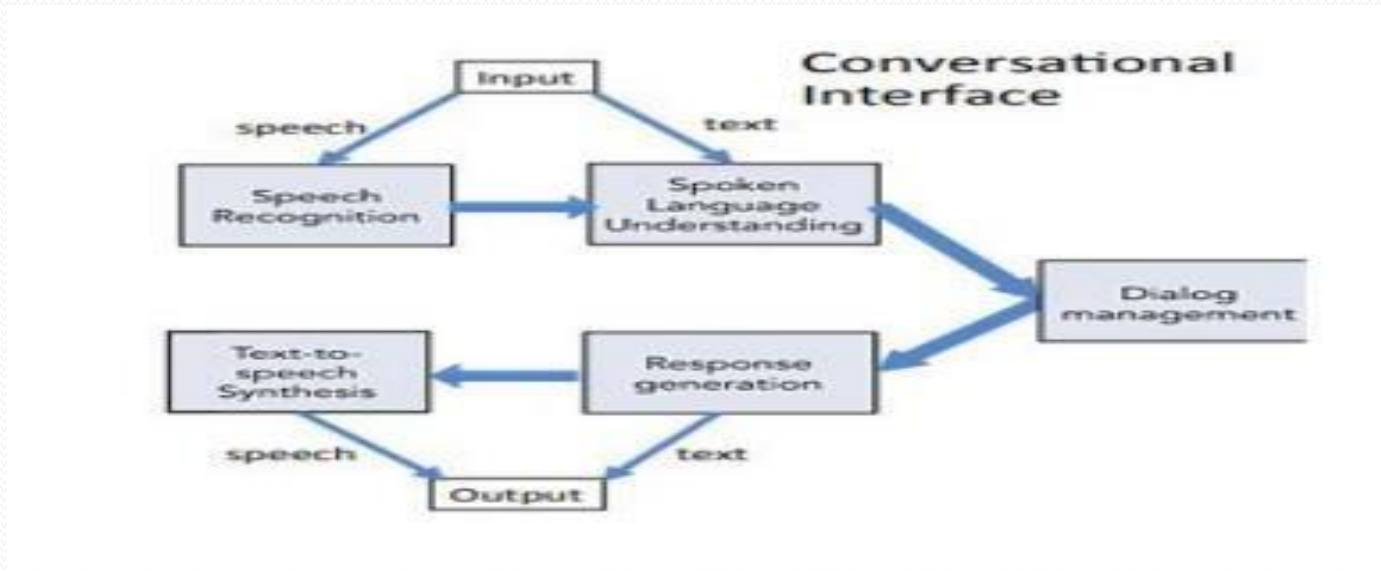 Conversational
Interface
Input
speech
text
Speech
Recognition
Spoken
Language
Understanding
Dialog
management
Text-to-
speech
Synthesis
Response
generation
speech
text
Output